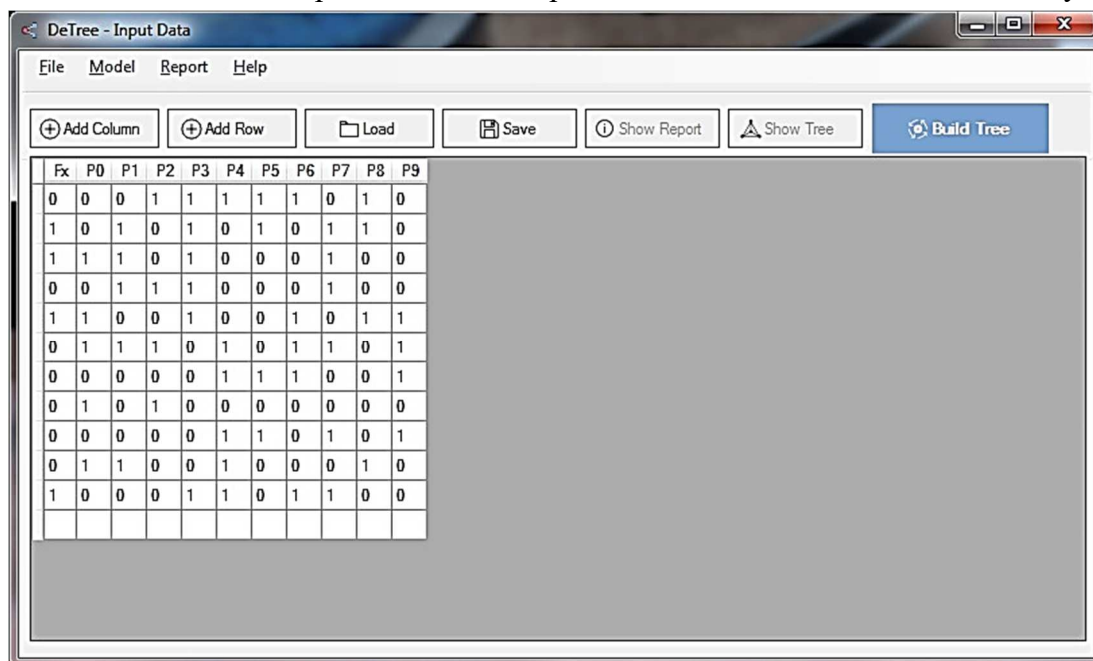 DeTree - Input Data
File Model Report Help
Add Column Add Row Load Save Show Report Show Tree Build Tree
Fx P0 P1 P2 P3 P4 P5 P6 P7 P8 P9
0 0 0 1 1 1 1 1 0 1 0
1 0 1 0 1 0 1 0 1 1 0
1 1 1 0 1 0 0 0 1 0 0
0 0 1 1 1 0 0 0 1 0 0
1 1 0 0 1 0 0 1 0 1 1
0 1 1 1 0 1 0 1 1 0 1
0 0 0 0 0 1 1 1 0 0 1
0 1 0 1 0 0 0 0 0 0 0
0 0 0 0 0 1 1 0 1 0 1
0 1 1 0 0 1 0 0 0 1 0
1 0 0 0 1 1 0 1 1 0 0